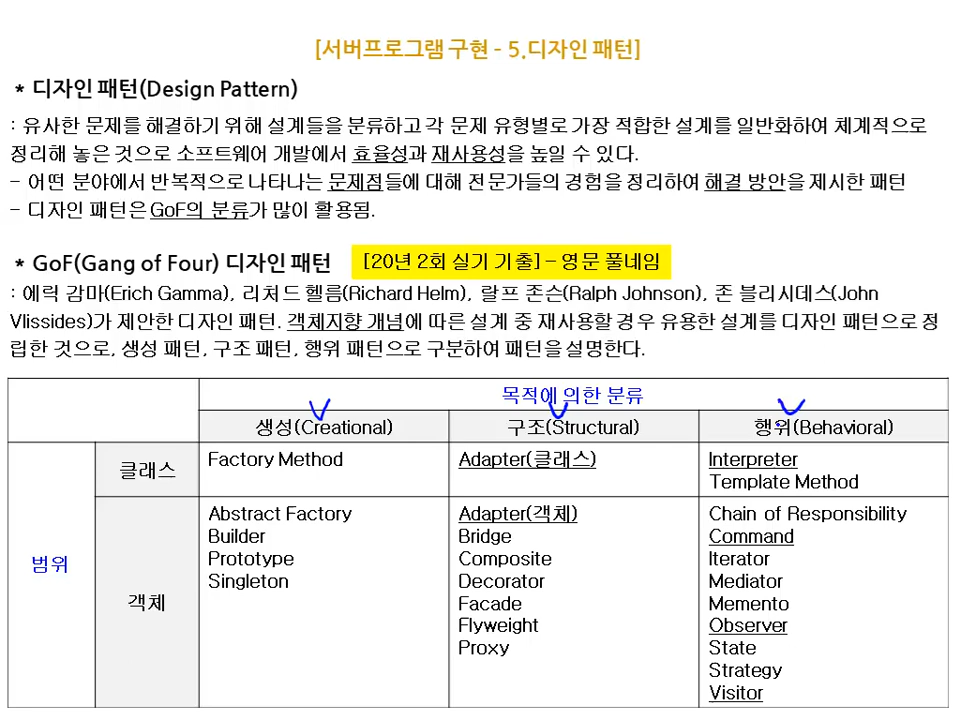 [서버프로그램 구현 - 5.디자인 패턴]
* 디자인 패턴(Design Pattern)
: 유사한 문제를 해결하기 위해 설계들을 분류하고 각 문제 유형별로 가장 적합한 설계를 일반화하여 체계적으로
정리해 놓은 것으로 소프트웨어 개발에서 효율성과 재사용성을 높일 수 있다.
- 어떤 분야에서 반복적으로 나타나는 문제점들에 대해 전문가들의 경험을 정리하여 해결 방안을 제시한 패턴
- 디자인 패턴은 GoF의 분류가 많이 활용됨.
* GoF(Gang of Four) 디자인 패턴 [20년 2회 실기 기출] - 영문 풀네임
: 에릭 감마(Erich Gamma), 리처드 헬름(Richard Helm), 랄프 존슨(Ralph Johnson), 존 블리시데스(John
Vlissides)가 제안한 디자인 패턴. 객체지향 개념에 따른 설계 중 재사용할 경우 유용한 설계를 디자인 패턴으로 정
립한 것으로, 생성 패턴, 구조 패턴, 행위 패턴으로 구분하여 패턴을 설명한다.
목적에 의한 분류
생성(Creational) 구조(Structural) 행위(Behavioral)
범위
클래스
Factory Method
Adapter(클래스)
Interpreter
Template Method
객체
Abstract Factory
Builder
Prototype
Singleton
Adapter(객체)
Bridge
Composite
Decorator
Facade
Flyweight
Proxy
Chain of Responsibility
Command
Iterator
Mediator
Memento
Observer
State
Strategy
Visitor